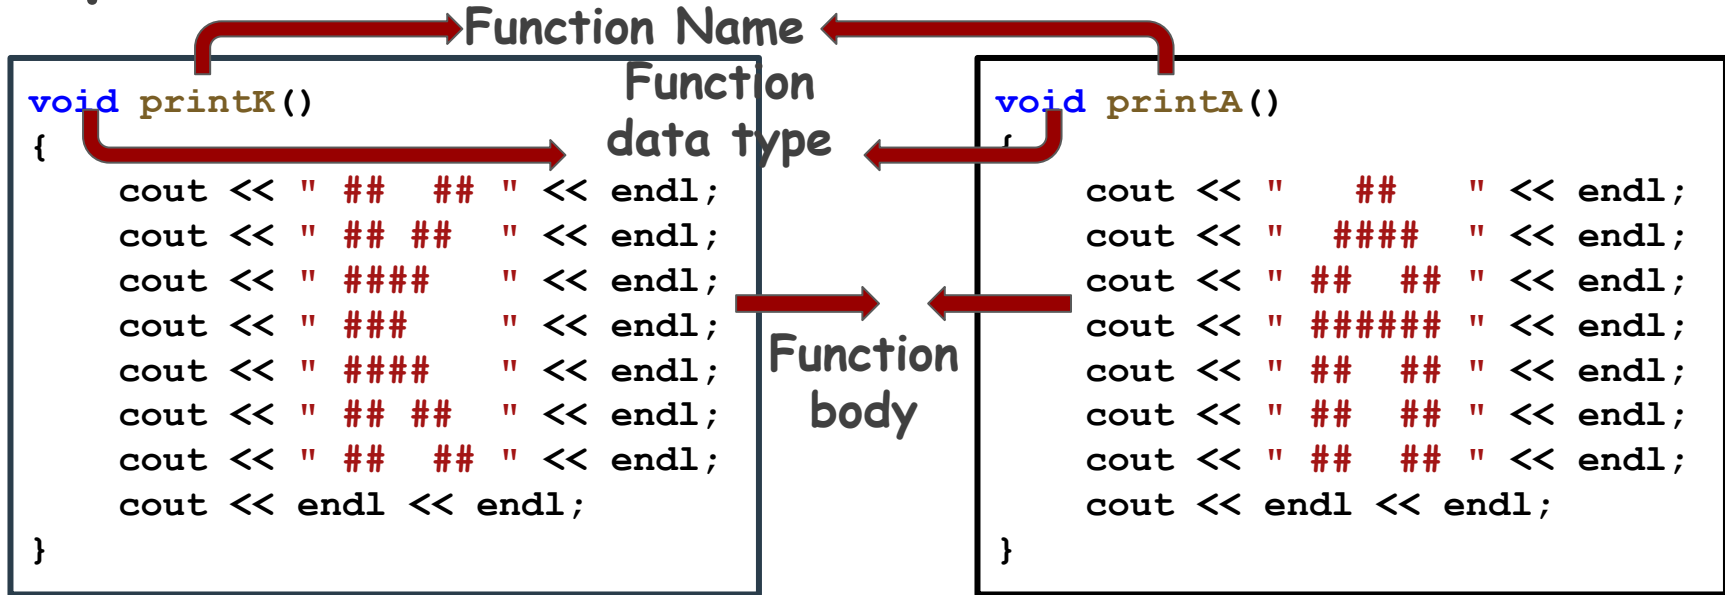 Function Name
Function
data type
void printK()
{
    cout << " ##  ## " << endl;
    cout << " ## ##  " << endl;
    cout << " ####   " << endl;
    cout << " ###    " << endl;
    cout << " ####   " << endl;
    cout << " ## ##  " << endl;
    cout << " ##  ## " << endl;
    cout << endl << endl;
}
Function
body
void printA()
{
    cout << "   ##   " << endl;
    cout << "  ####  " << endl;
    cout << " ##  ## " << endl;
    cout << " ###### " << endl;
    cout << " ##  ## " << endl;
    cout << " ##  ## " << endl;
    cout << " ##  ## " << endl;
    cout << endl << endl;
}